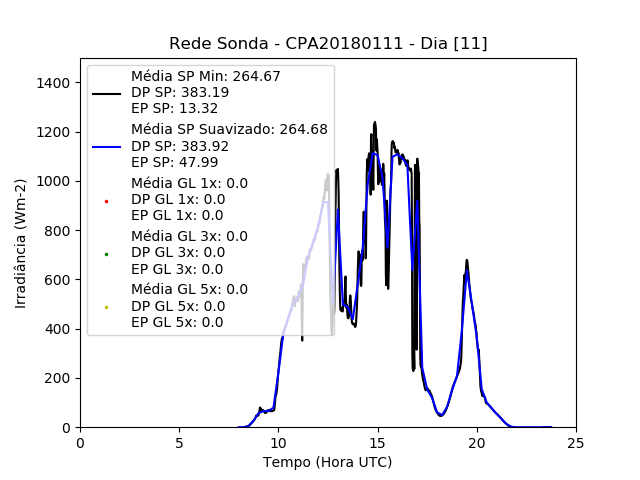 Rede Sonda - CPA20180111 - Dia [11]
Média SP Min: 264.67
DP SP: 383.19
EP SP: 13.32
Média SP Suavizado: 264.68
DP SP: 383.92
EP SP: 47.99
Média GL 1x: 0.0
DP GL 1x: 0.0
EP GL 1x: 0.0
Média GL 3x: 0.0
DP GL 3x: 0.0
EP GL 3x: 0.0
Média GL 5x: 0.0
DP GL 5x: 0.0
EP GL 5x: 0.0
Irradiância (Wm-2)
1400
1200
1000
800
600
400
200
0
0 5 10 15 20 25
Tempo (Hora UTC)